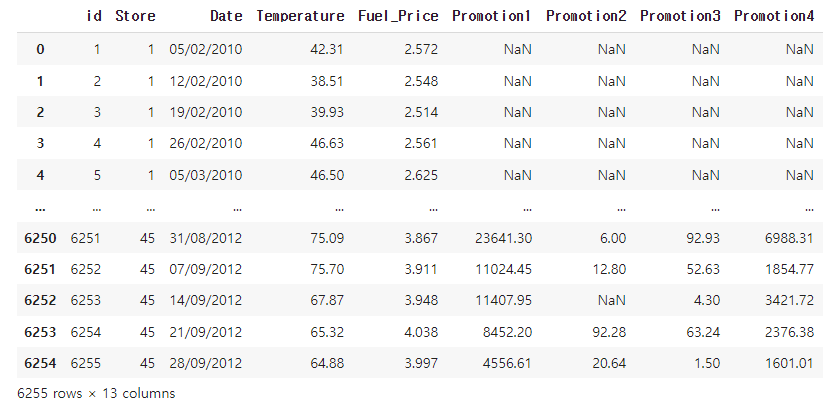 id Store Date Temperature Fuel_Price Promotion1 Promotion2 Promotion3 Promotion4
0 1 1 05/02/2010 42.31 2.572 NaN NaN NaN NaN
1 2 1 12/02/2010 38.51 2.548 NaN NaN NaN NaN
2 3 1 19/02/2010 39.93 2.514 NaN NaN NaN NaN
3 4 1 26/02/2010 46.63 2.561 NaN NaN NaN NaN
4 5 1 05/03/2010 46.50 2.625 NaN NaN NaN NaN
... ... ... ... ... ... ... ... ... ...
6250 6251 45 31/08/2012 75.09 3.867 23641.30 6.00 92.93 6988.31
6251 6252 45 07/09/2012 75.70 3.911 11024.45 12.80 52.63 1854.77
6252 6253 45 14/09/2012 67.87 3.948 11407.95 NaN 4.30 3421.72
6253 6254 45 21/09/2012 65.32 4.038 8452.20 92.28 63.24 2376.38
6254 6255 45 28/09/2012 64.88 3.997 4556.61 20.64 1.50 1601.01
6255 rows × 13 columns